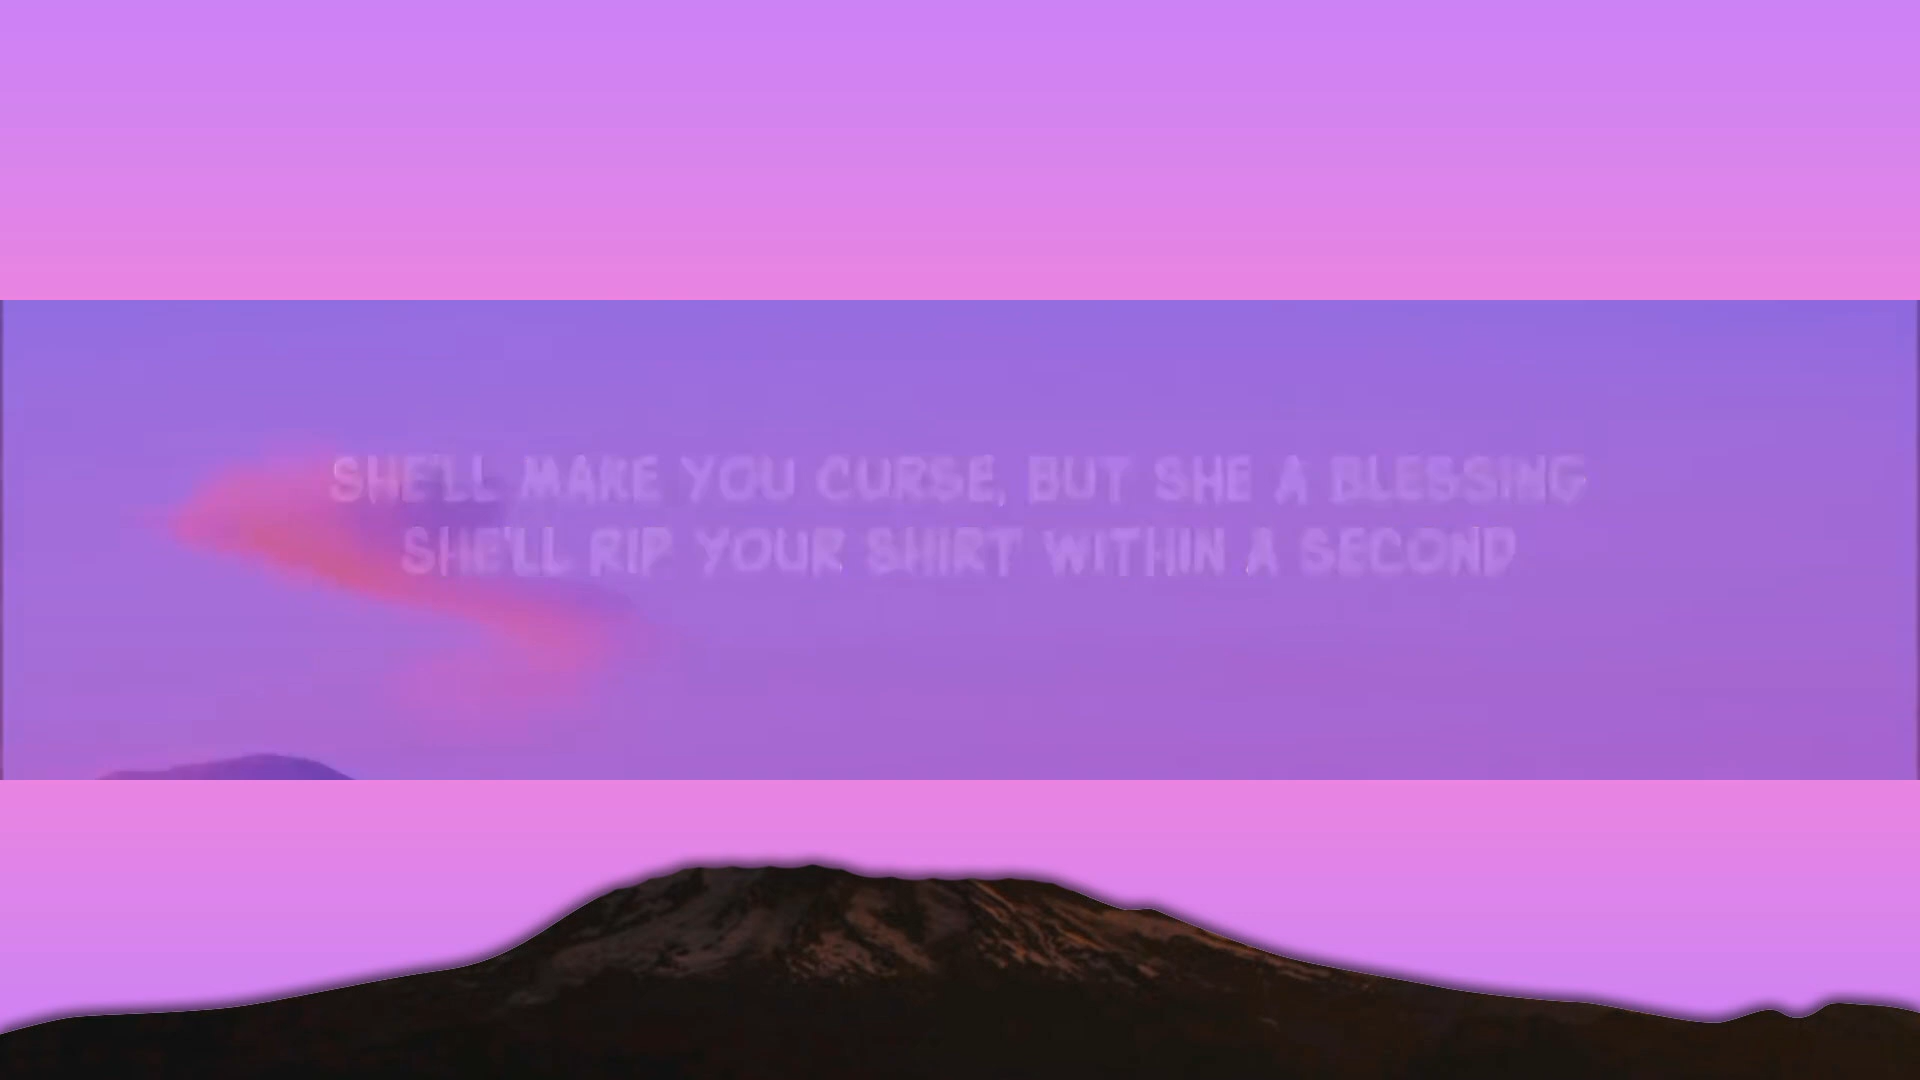 SHE'LL MAKE YOU CURSE, BUT SHE A BLESSING
SHE'LL RIP YOUR SHIRT WITHIN A SECOND